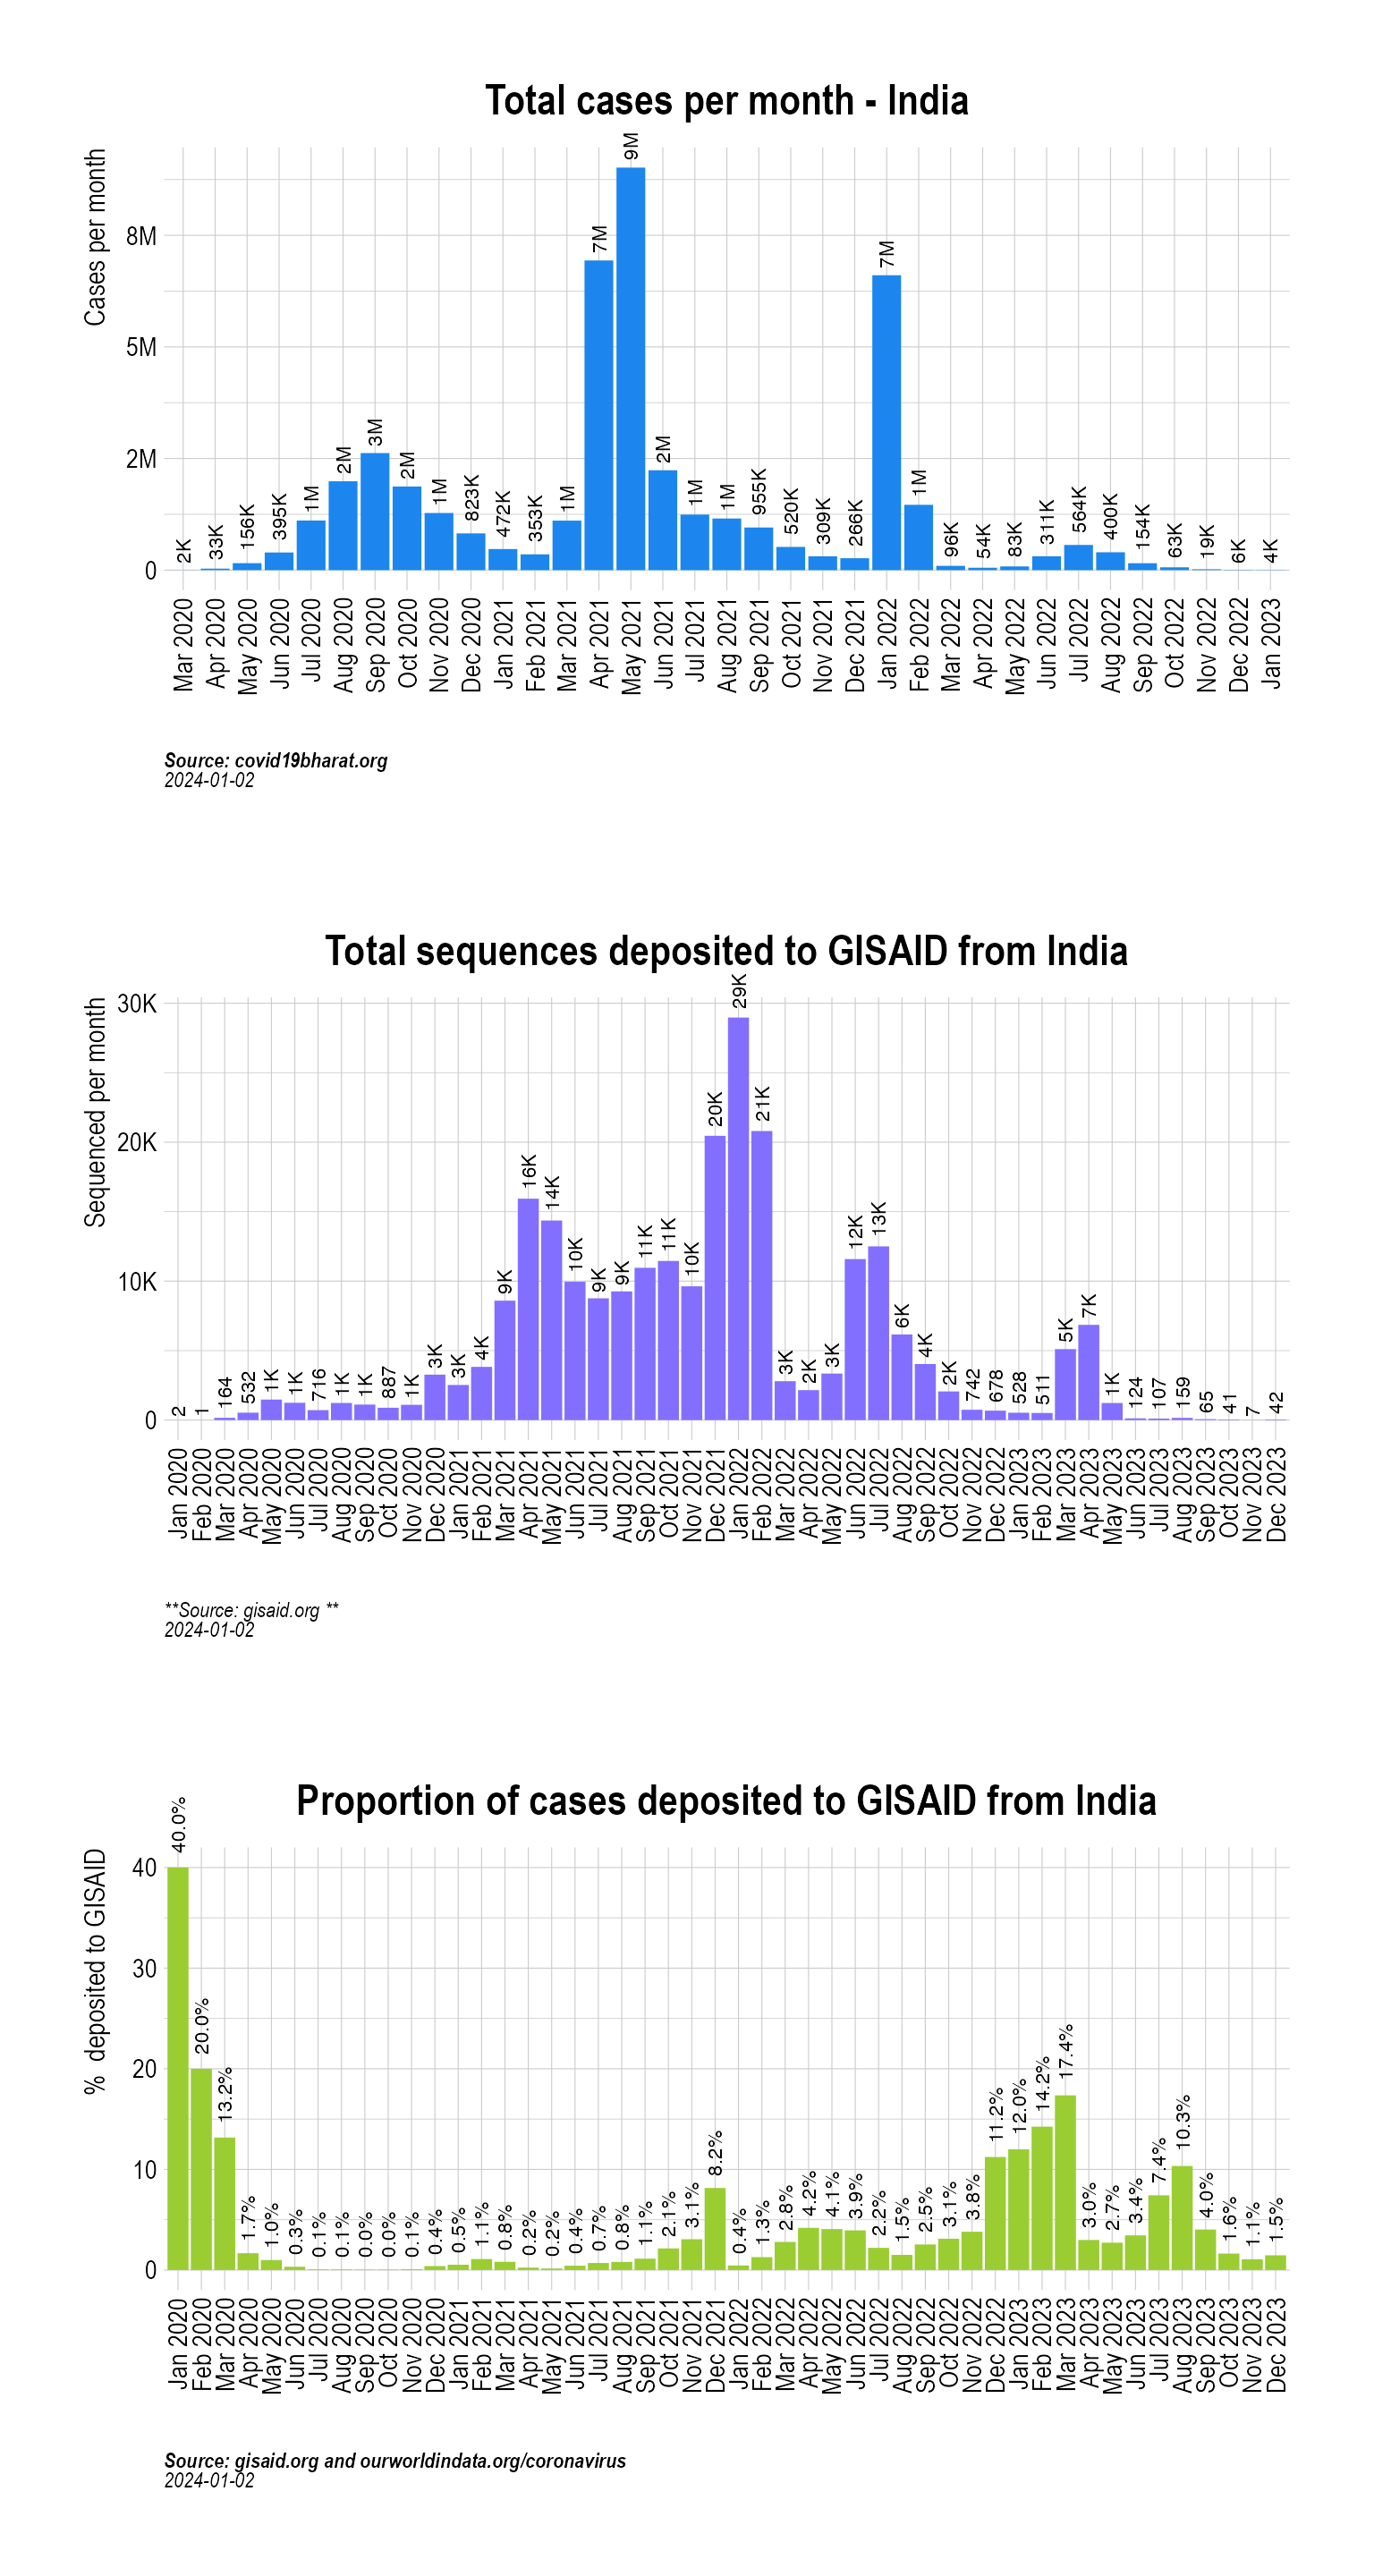 Total cases per month - India
Cases per month
8M
5M
2M
0
2K
33K
156K
395K
1M
2M
3M
2M
1M
823K
472K
353K
1M
7M
9M
2M
1M
1M
955K
520K
309K
266K
7M
1M
96K
54K
83K
311K
564K
400K
154K
63K
19K
6K
4K
Mar 2020
Apr 2020
May 2020
Jun 2020
Jul 2020
Aug 2020
Sep 2020
Oct 2020
Nov 2020
Dec 2020
Jan 2021
Feb 2021
Mar 2021
Apr 2021
May 2021
Jun 2021
Jul 2021
Aug 2021
Sep 2021
Oct 2021
Nov 2021
Dec 2021
Jan 2022
Feb 2022
Mar 2022
Apr 2022
May 2022
Jun 2022
Jul 2022
Aug 2022
Sep 2022
Oct 2022
Nov 2022
Dec 2022
Jan 2023
Source: covid19bharat.org
2024-01-02
Total sequences deposited to GISAID from India
Sequenced per month
30K
20K
10K
0
2
1
164
532
1K
1K
716
1K
1K
887
1K
3K
3K
4K
9K
16K
14K
10K
9K
9K
11K
11K
10K
20K
29K
21K
3K
2K
3K
12K
13K
6K
4K
2K
742
678
528
511
5K
7K
1K
124
107
159
65
41
7
42
Jan 2020
Feb 2020
Mar 2020
Apr 2020
May 2020
Jun 2020
Jul 2020
Aug 2020
Sep 2020
Oct 2020
Nov 2020
Dec 2020
Jan 2021
Feb 2021
Mar 2021
Apr 2021
May 2021
Jun 2021
Jul 2021
Aug 2021
Sep 2021
Oct 2021
Nov 2021
Dec 2021
Jan 2022
Feb 2022
Mar 2022
Apr 2022
May 2022
Jun 2022
Jul 2022
Aug 2022
Sep 2022
Oct 2022
Nov 2022
Dec 2022
Jan 2023
Feb 2023
Mar 2023
Apr 2023
May 2023
Jun 2023
Jul 2023
Aug 2023
Sep 2023
Oct 2023
Nov 2023
Dec 2023
**Source: gisaid.org **
2024-01-02
Proportion of cases deposited to GISAID from India
% deposited to GISAID
40
30
20
10
0
40.0%
20.0%
13.2%
1.7%
1.0%
0.3%
0.1%
0.1%
0.0%
0.0%
0.1%
0.4%
0.5%
1.1%
0.8%
0.2%
0.2%
0.4%
0.7%
0.8%
1.1%
2.1%
3.1%
8.2%
0.4%
1.3%
2.8%
4.2%
4.1%
3.9%
2.2%
1.5%
2.5%
3.1%
3.8%
11.2%
12.0%
14.2%
17.4%
3.0%
2.7%
3.4%
7.4%
10.3%
4.0%
1.6%
1.1%
1.5%
Jan 2020
Feb 2020
Mar 2020
Apr 2020
May 2020
Jun 2020
Jul 2020
Aug 2020
Sep 2020
Oct 2020
Nov 2020
Dec 2020
Jan 2021
Feb 2021
Mar 2021
Apr 2021
May 2021
Jun 2021
Jul 2021
Aug 2021
Sep 2021
Oct 2021
Nov 2021
Dec 2021
Jan 2022
Feb 2022
Mar 2022
Apr 2022
May 2022
Jun 2022
Jul 2022
Aug 2022
Sep 2022
Oct 2022
Nov 2022
Dec 2022
Jan 2023
Feb 2023
Mar 2023
Apr 2023
May 2023
Jun 2023
Jul 2023
Aug 2023
Sep 2023
Oct 2023
Nov 2023
Dec 2023
Source: gisaid.org and ourworldindata.org/coronavirus
2024-01-02